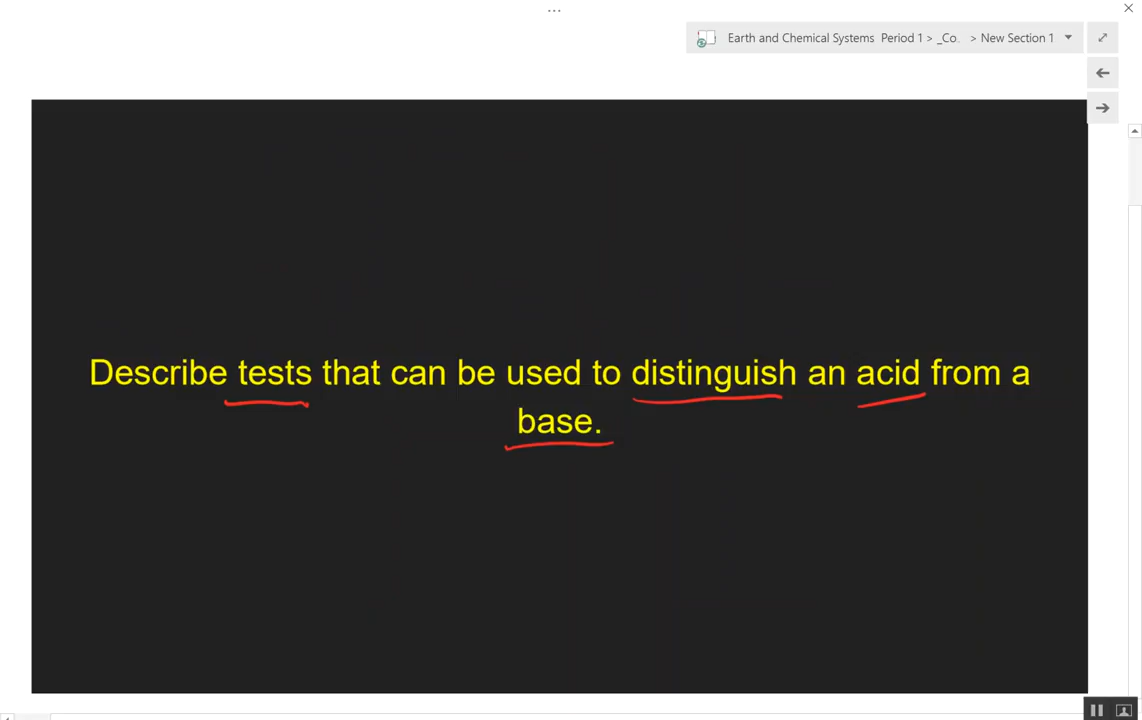 ...
Earth and Chemical Systems Period 1 > _Co. > New Section 1
Describe tests that can be used to distinguish an acid from a
base.